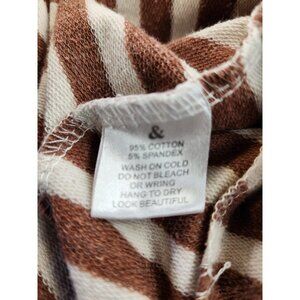 &
95% COTTON
5% SPANDEX
WASH ON COLD
DO NOT BLEACH
OR WRING
HANG TO DRY
LOOK BEAUTIFUL